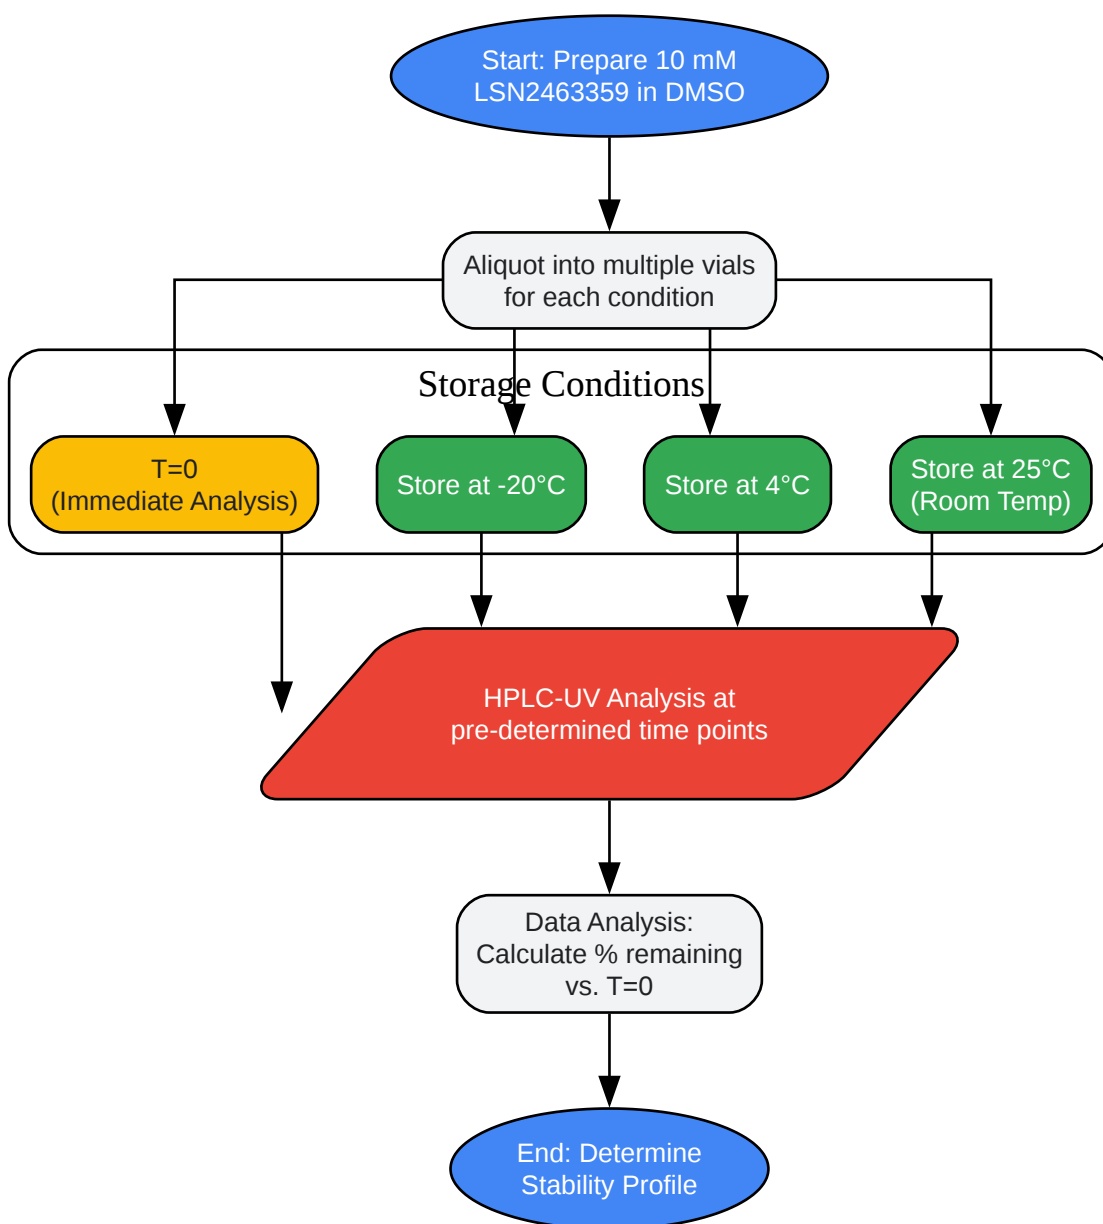 Start: Prepare 10 mM
LSN2463359 in DMSO
Aliquot into multiple vials
for each condition
Storage Conditions
T=0
(Immediate Analysis)
Store at -20°C
Store at 4°C
Store at 25°C
(Room Temp)
HPLC-UV Analysis at
pre-determined time points
Data Analysis:
Calculate % remaining
vs. T=0
End: Determine
Stability Profile